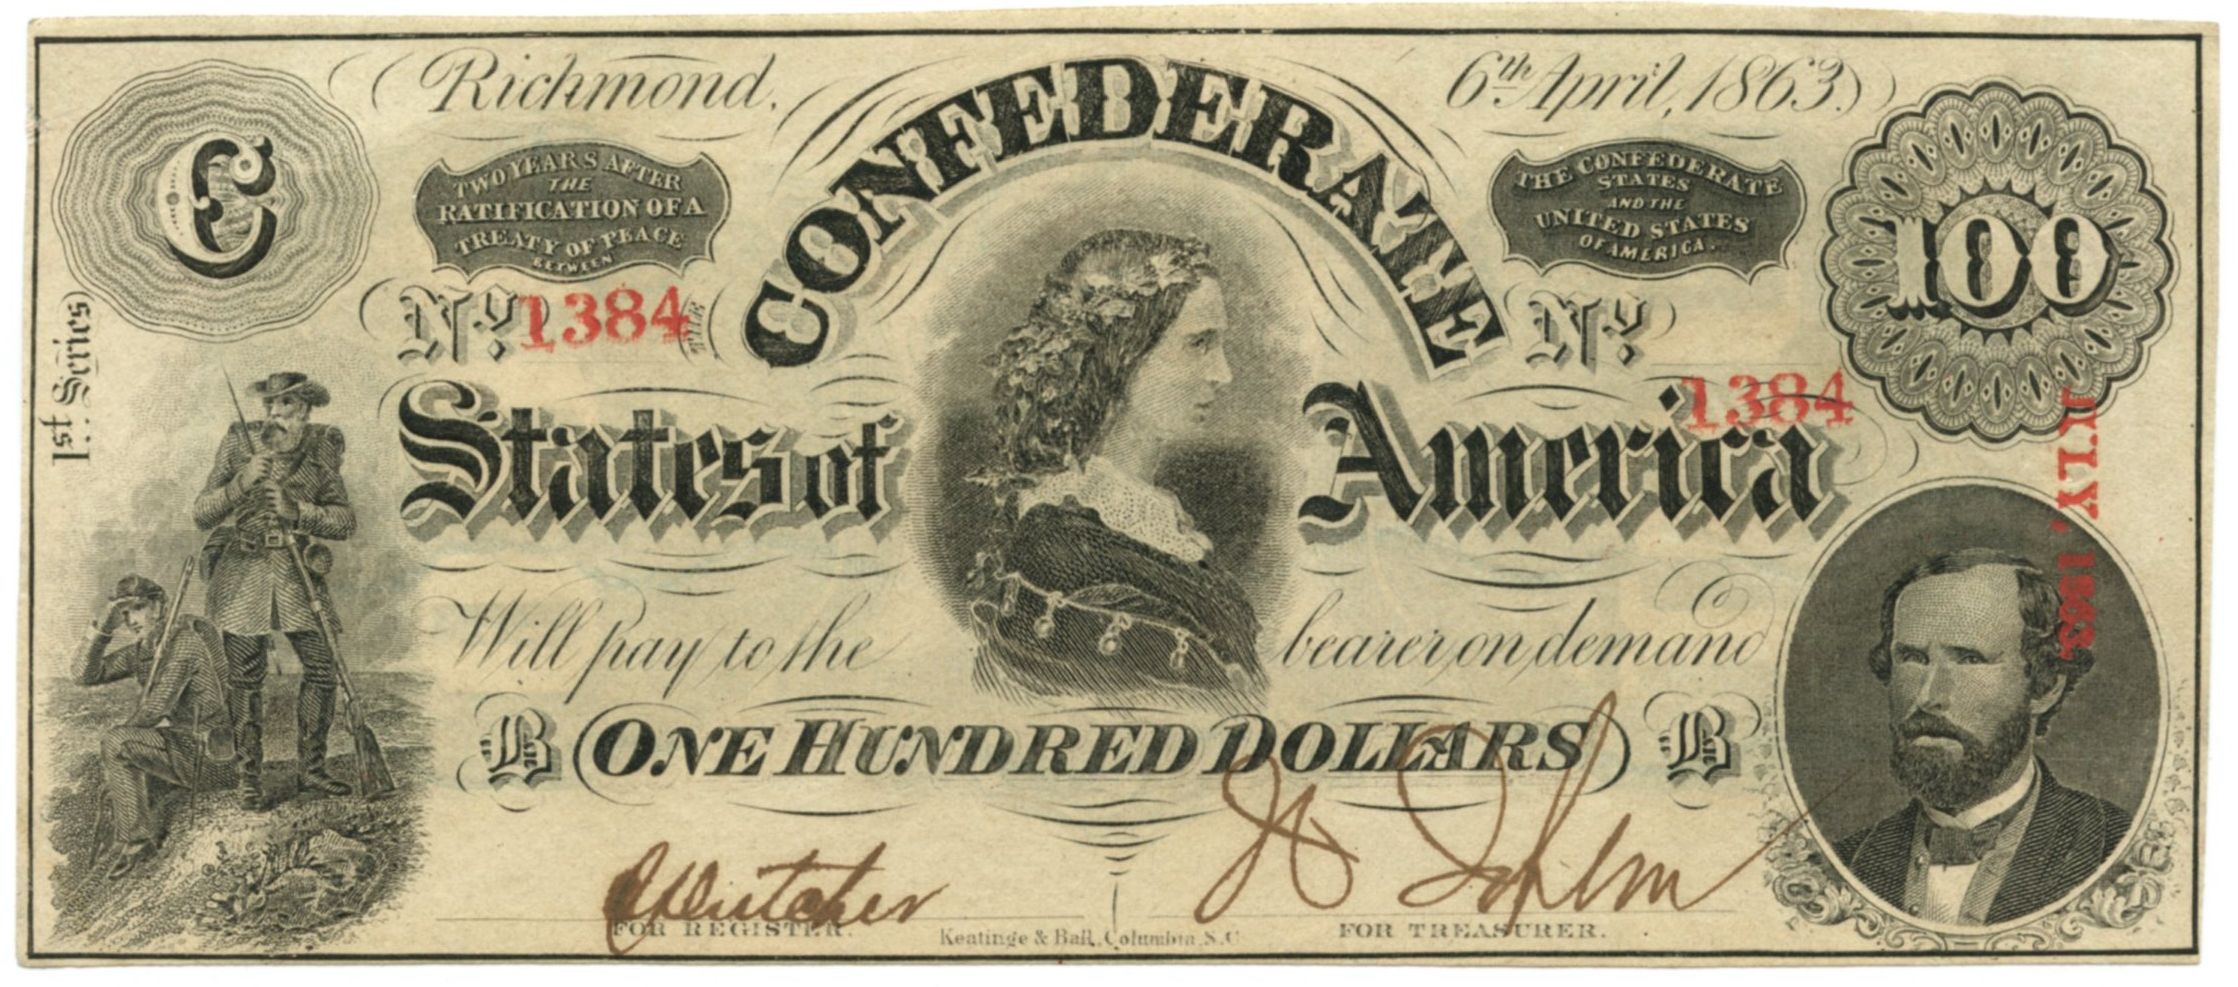 Richmond,
6th April, 1863.
C
TWO YEARS AFTER
THE
RATIFICATION OF A
TREATY OF PEACE
BETWEEN
CONFEDERATE
THE CONFEDERATE
STATES
AND THE
UNITED STATES
OF AMERICA.
100
1st Series
No. 1384
THE
No.
1384
States of America
JULY, 1863.
Will pay to the bearer, on demand
B ONE HUNDRED DOLLARS B
FOR REGISTER.
Keatinge & Ball, Columbia, S.C.
FOR TREASURER.